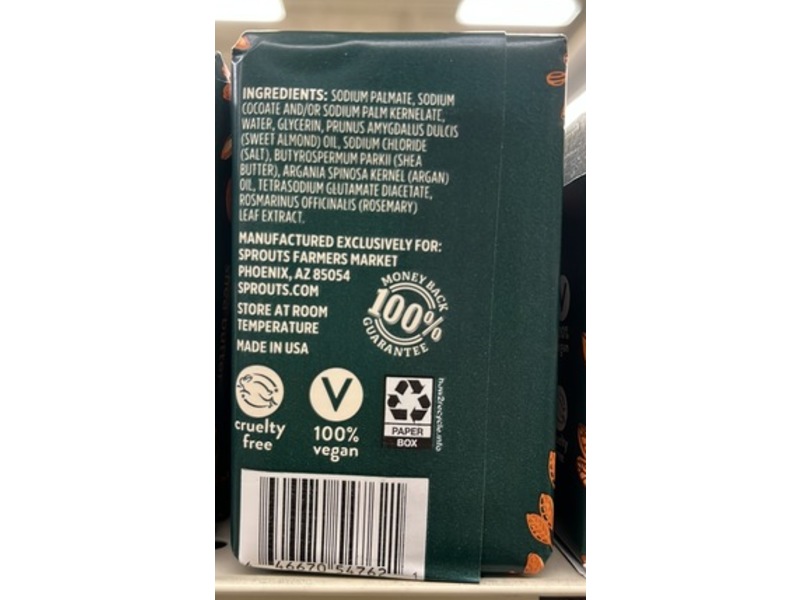 INGREDIENTS: SODIUM PALMATE, SODIUM
COCOATE AND/OR SODIUM PALM KERNELATE,
WATER, GLYCERIN, PRUNUS AMYGDALUS DULCIS
(SWEET ALMOND) OIL, SODIUM CHLORIDE
(SALT), BUTYROSPERMUM PARKII (SHEA
BUTTER), ARGANIA SPINOSA KERNEL (ARGAN)
OIL, TETRASODIUM GLUTAMATE DIACETATE,
ROSMARINUS OFFICINALIS (ROSEMARY)
LEAF EXTRACT.
MANUFACTURED EXCLUSIVELY FOR:
SPROUTS FARMERS MARKET
PHOENIX, AZ 85054
SPROUTS.COM
STORE AT ROOM
TEMPERATURE
MADE IN USA
MONEY BACK
100%
GUARANTEE
cruelty
free
V
100%
vegan
PAPER
BOX
how2recycle.info
46670 54762 1